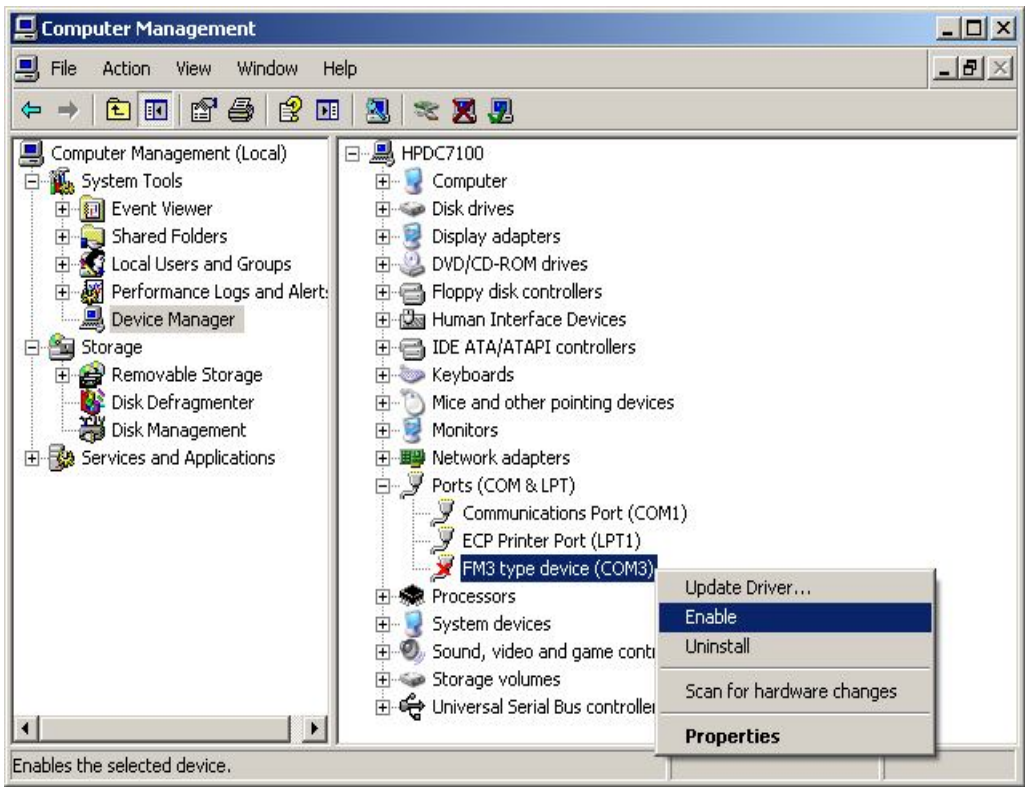 Computer Management
File Action View Window Help
Computer Management (Local)
System Tools
Event Viewer
Shared Folders
Local Users and Groups
Performance Logs and Alert
Device Manager
Storage
Removable Storage
Disk Defragmenter
Disk Management
Services and Applications
HPDC7100
Computer
Disk drives
Display adapters
DVD/CD-ROM drives
Floppy disk controllers
Human Interface Devices
IDE ATA/ATAPI controllers
Keyboards
Mice and other pointing devices
Monitors
Network adapters
Ports (COM & LPT)
Communications Port (COM1)
ECP Printer Port (LPT1)
FM3 type device (COM3)
Processors
System devices
Sound, video and game cont
Storage volumes
Universal Serial Bus controller
Update Driver...
Enable
Uninstall
Scan for hardware changes
Properties
Enables the selected device.